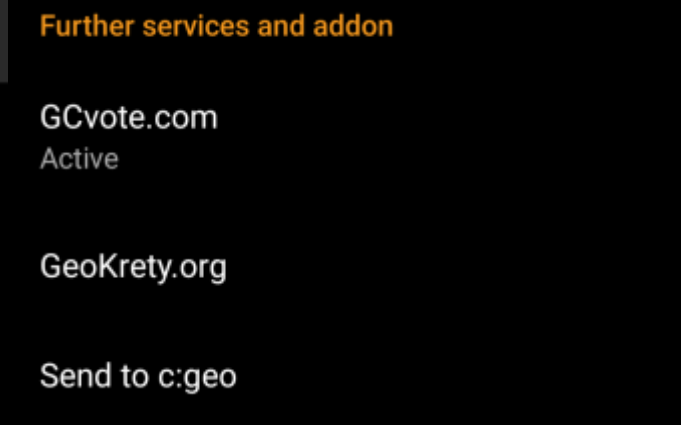 Further services and addon
GCvote.com
Active
GeoKrety.org
Send to c:geo